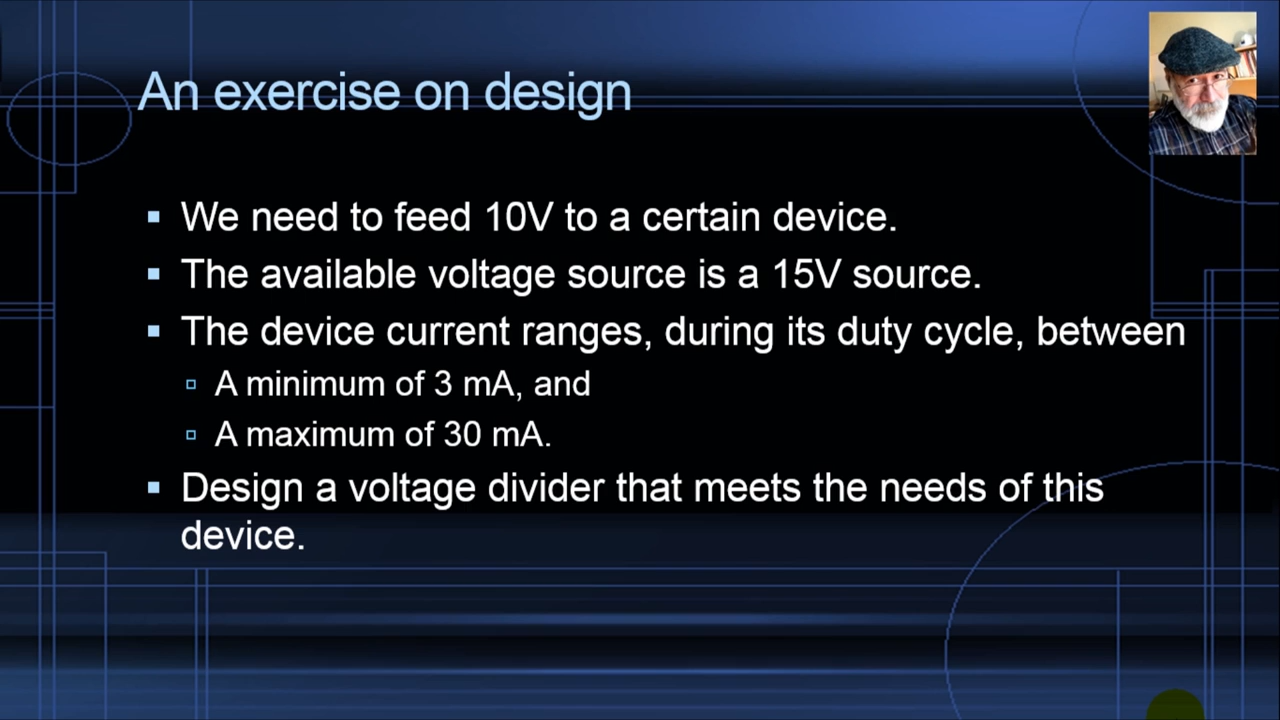 An exercise on design
We need to feed 10V to a certain device.
The available voltage source is a 15V source.
The device current ranges, during its duty cycle, between
A minimum of 3 mA, and
A maximum of 30 mA.
Design a voltage divider that meets the needs of this
device.